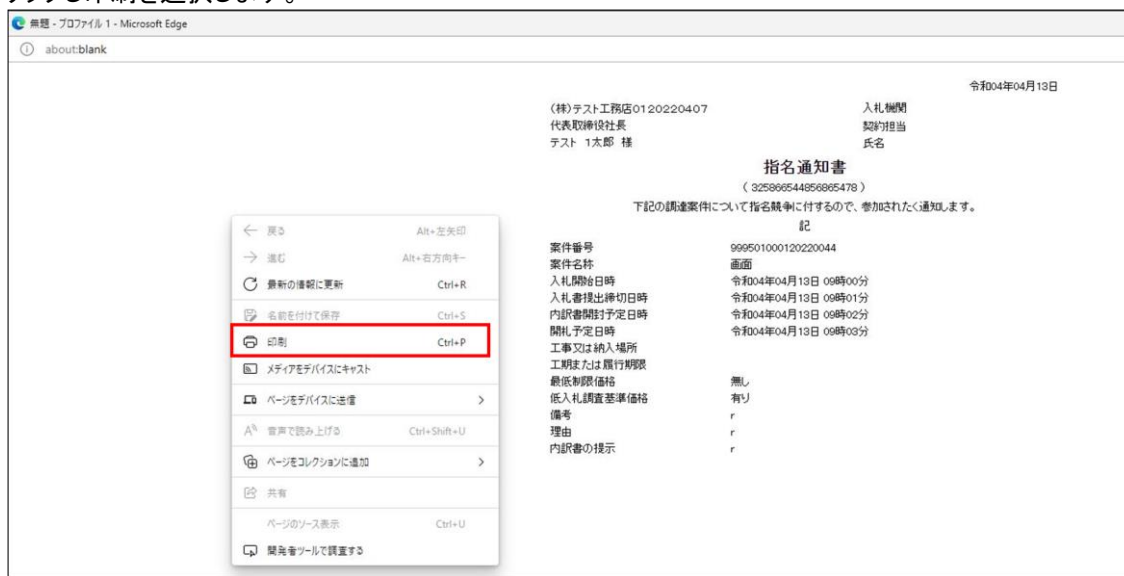 無題 - プロファイル 1 - Microsoft Edge
about:blank
令和04年04月13日
(株)テスト工務店0120220407 入札機関
代表取締役社長 契約担当
テスト 1太郎 様 氏名
指名通知書
( 325866544856865478 )
下記の調達案件について指名競争に付するので、参加されたく通知します。
記
案件番号 999501000120220044
案件名称 画面
入札開始日時 令和04年04月13日 09時00分
入札書提出締切日時 令和04年04月13日 09時01分
内訳書開封予定日時 令和04年04月13日 09時02分
開札予定日時 令和04年04月13日 09時03分
工事又は納入場所
工期または履行期限
最低制限価格 無し
低入札調査基準価格 有り
備考 r
理由 r
内訳書の提示 r
戻る Alt+左矢印
進む Alt+右方向キー
最新の情報に更新 Ctrl+R
名前を付けて保存 Ctrl+S
印刷 Ctrl+P
メディアをデバイスにキャスト
ページをデバイスに送信
音声で読み上げる Ctrl+Shift+U
ページをコレクションに追加
共有
ページのソース表示 Ctrl+U
開発者ツールで調査する